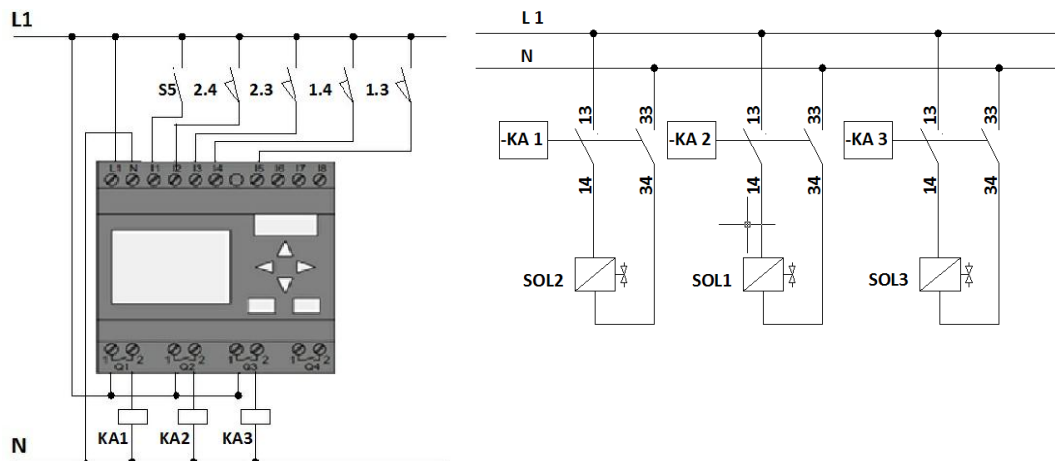 L1
S5 2.4 2.3 1.4 1.3
L1 N I1 I2 I3 I4 I5 I6 I7 I8
1 2 1 2 1 2 1 2
Q1 Q2 Q3 Q4
KA1 KA2 KA3
N
L 1
N
13 33 13 33 13 33
-KA 1 -KA 2 -KA 3
14 34 14 34 14 34
SOL2 SOL1 SOL3